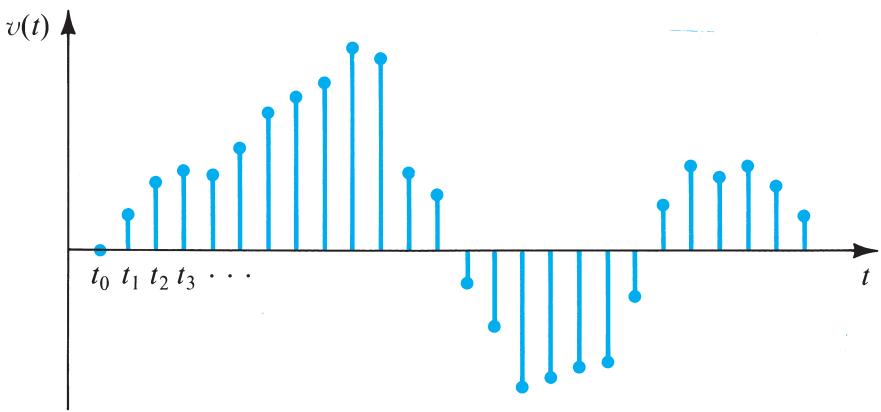 v(t)
t₀ t₁ t₂ t₃ · · ·
t